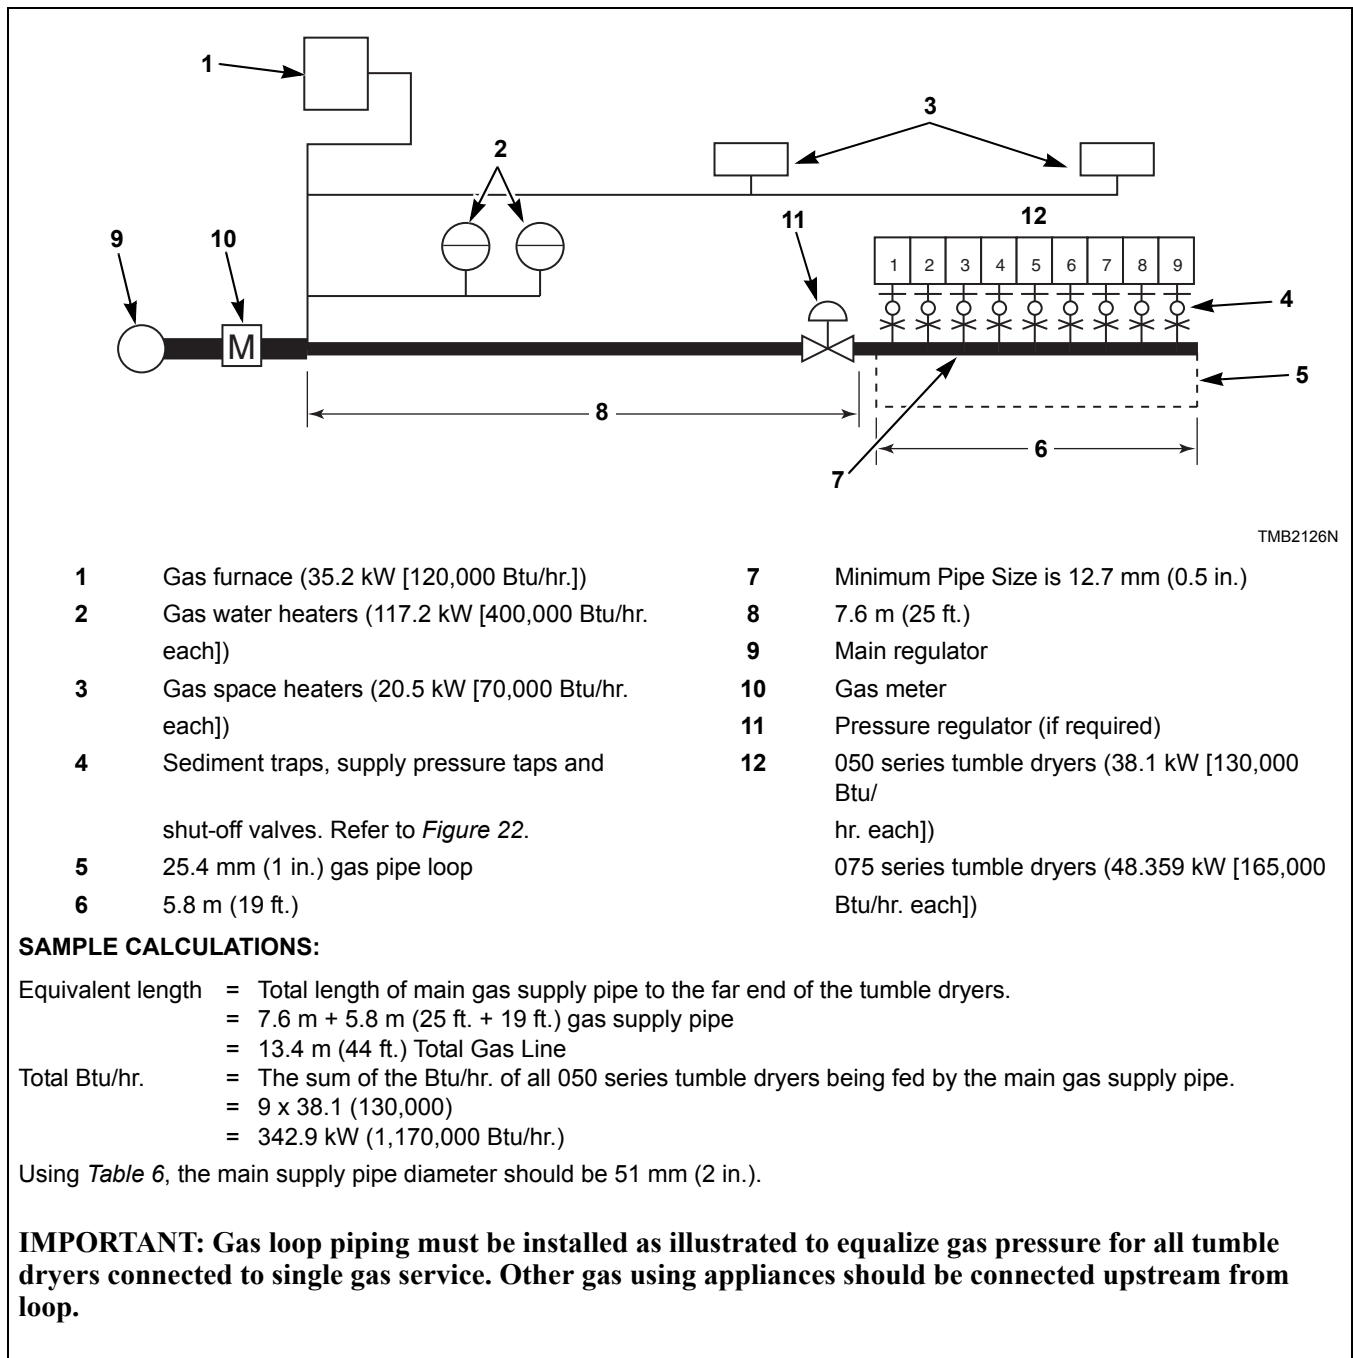 1
3
2
11
12
9
10
1 2 3 4 5 6 7 8 9
4
M
5
8
6
7
TMB2126N
1 Gas furnace (35.2 kW [120,000 Btu/hr.])
2 Gas water heaters (117.2 kW [400,000 Btu/hr.
each])
3 Gas space heaters (20.5 kW [70,000 Btu/hr.
each])
4 Sediment traps, supply pressure taps and
shut-off valves. Refer to Figure 22.
5 25.4 mm (1 in.) gas pipe loop
6 5.8 m (19 ft.)
7 Minimum Pipe Size is 12.7 mm (0.5 in.)
8 7.6 m (25 ft.)
9 Main regulator
10 Gas meter
11 Pressure regulator (if required)
12 050 series tumble dryers (38.1 kW [130,000
Btu/
hr. each])
075 series tumble dryers (48.359 kW [165,000
Btu/hr. each])
SAMPLE CALCULATIONS:
Equivalent length = Total length of main gas supply pipe to the far end of the tumble dryers.
= 7.6 m + 5.8 m (25 ft. + 19 ft.) gas supply pipe
= 13.4 m (44 ft.) Total Gas Line
Total Btu/hr. = The sum of the Btu/hr. of all 050 series tumble dryers being fed by the main gas supply pipe.
= 9 x 38.1 (130,000)
= 342.9 kW (1,170,000 Btu/hr.)
Using Table 6, the main supply pipe diameter should be 51 mm (2 in.).
IMPORTANT: Gas loop piping must be installed as illustrated to equalize gas pressure for all tumble
dryers connected to single gas service. Other gas using appliances should be connected upstream from
loop.